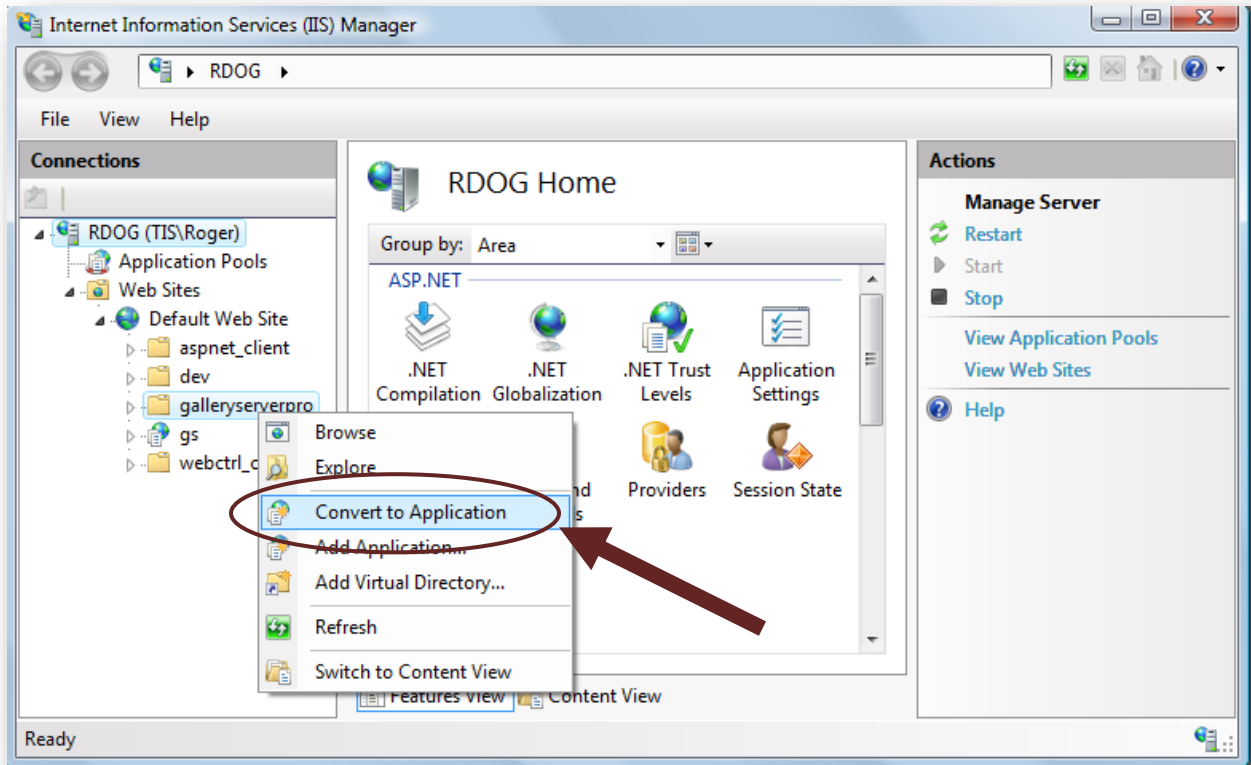 Internet Information Services (IIS) Manager
RDOG
File View Help
Connections
RDOG (TIS\Roger)
Application Pools
Web Sites
Default Web Site
aspnet_client
dev
galleryserverpro
gs
webctrl_c
Browse
Explore
Convert to Application
Add Application...
Add Virtual Directory...
Refresh
Switch to Content View
RDOG Home
Group by: Area
ASP.NET
.NET Compilation
.NET Globalization
.NET Trust Levels
Application Settings
nd
s
Providers
Session State
Features View
Content View
Actions
Manage Server
Restart
Start
Stop
View Application Pools
View Web Sites
Help
Ready